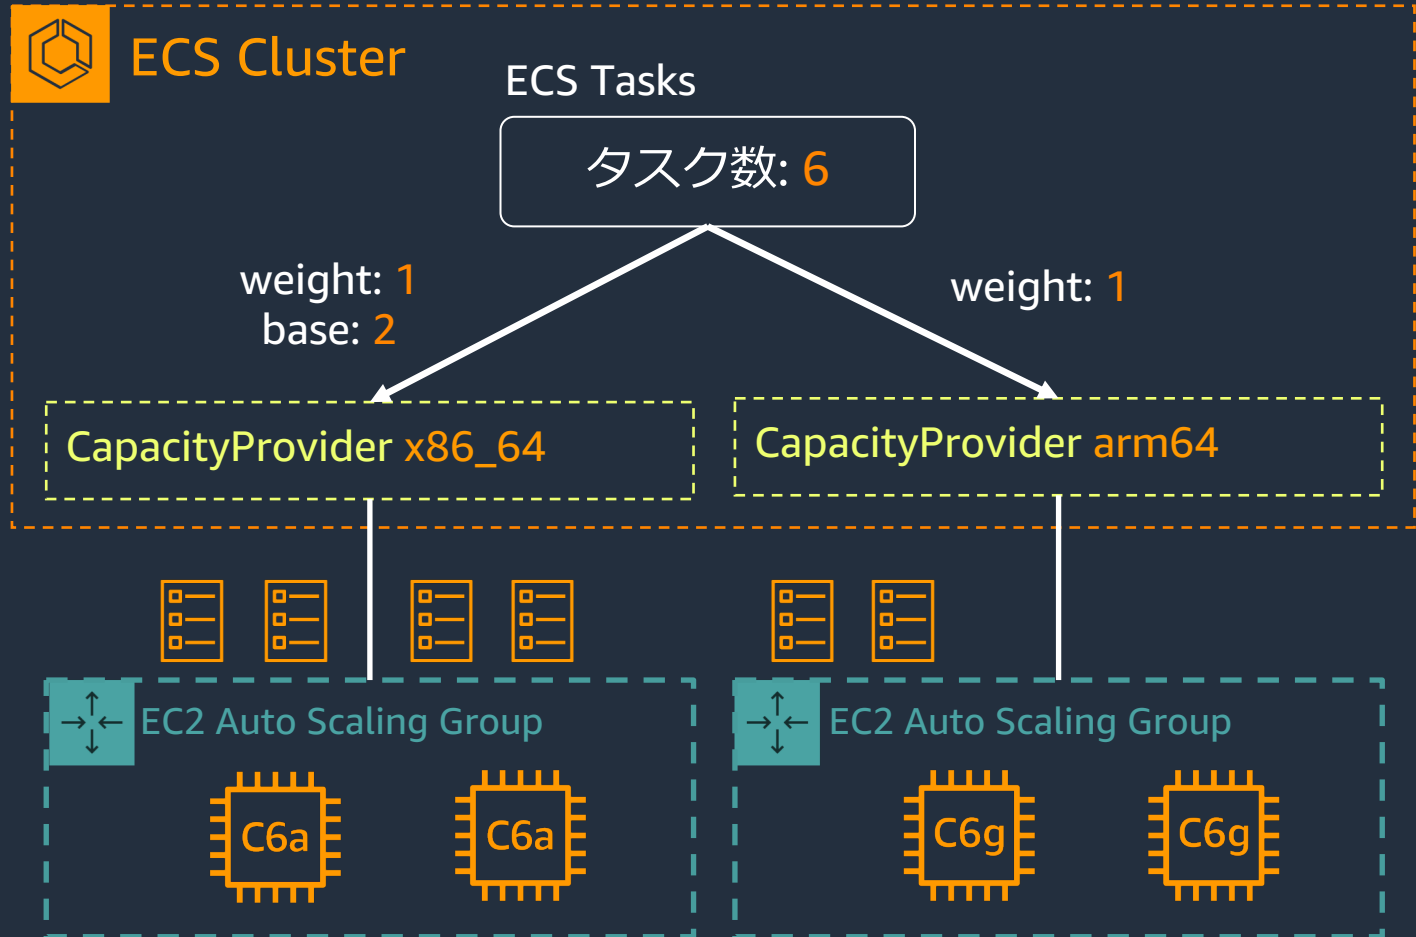 ECS Cluster
ECS Tasks
タスク数: 6
weight: 1
base: 2
weight: 1
CapacityProvider x86_64
CapacityProvider arm64
EC2 Auto Scaling Group
EC2 Auto Scaling Group
C6a
C6a
C6g
C6g